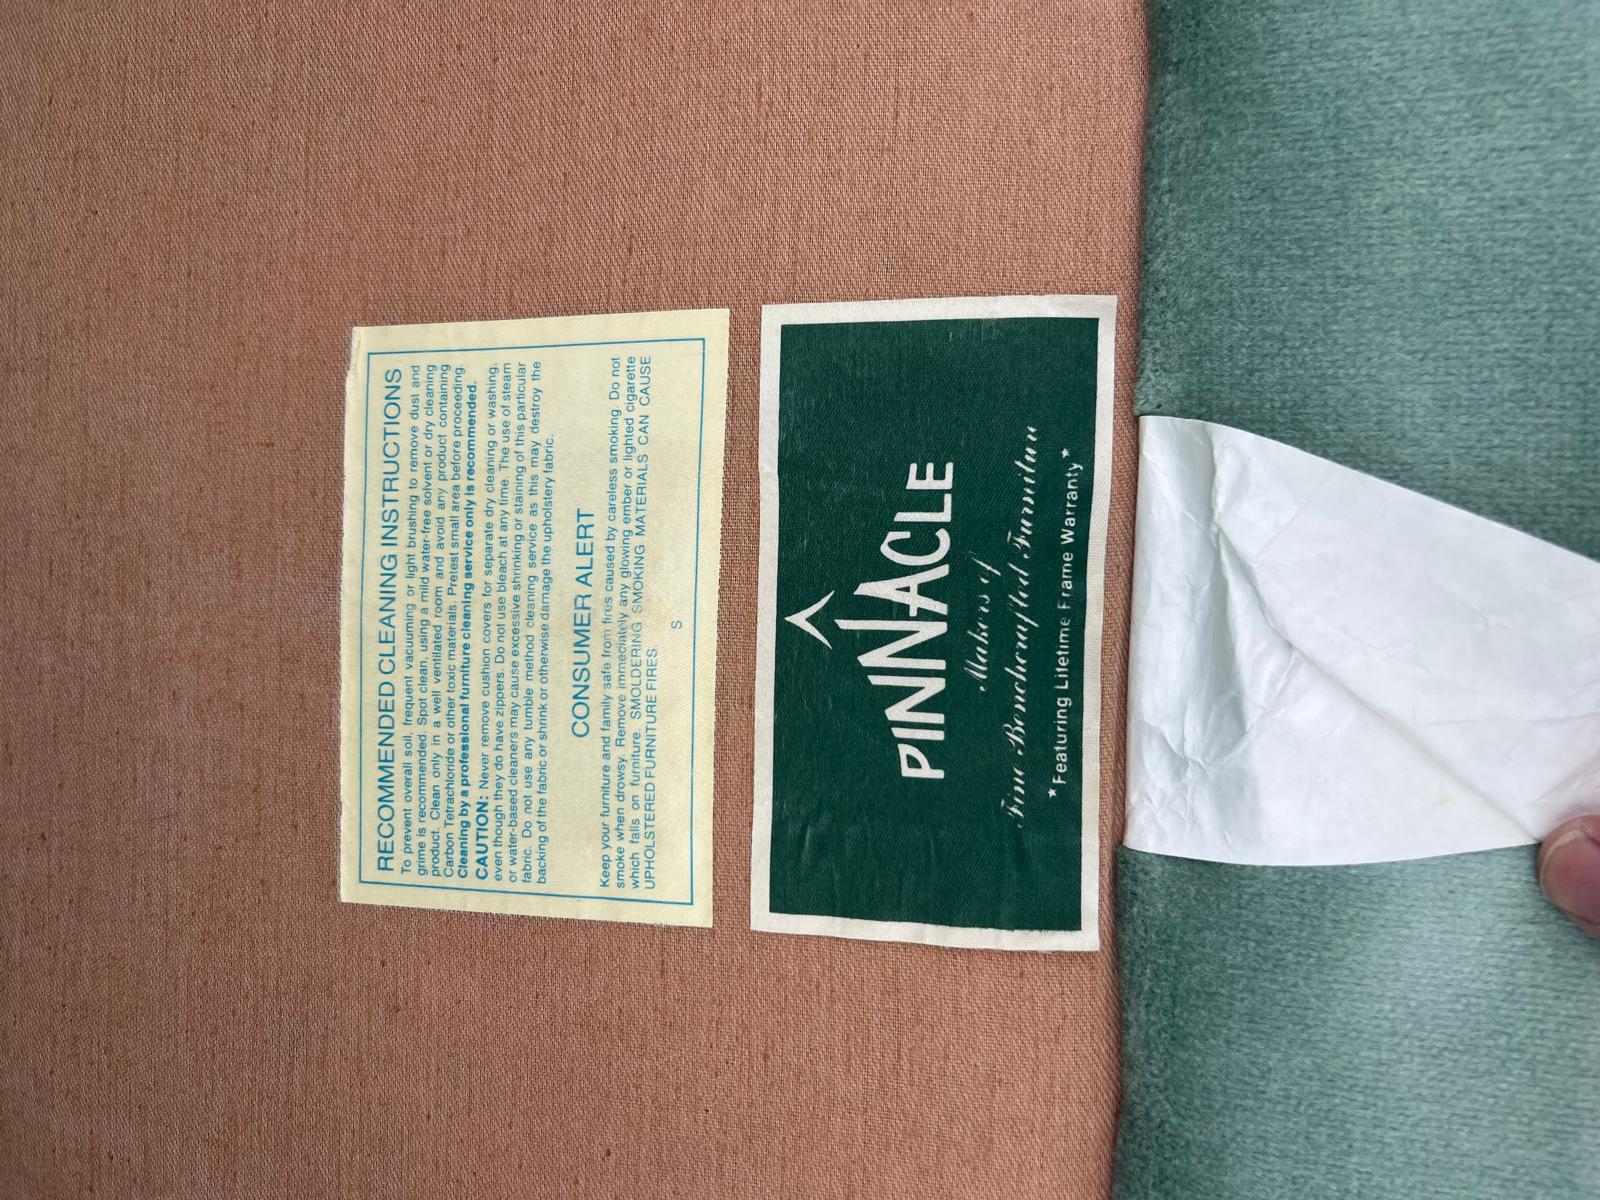 RECOMMENDED CLEANING INSTRUCTIONS
To prevent overall soil, frequent vacuuming or light brushing to remove dust and
grime is recommended. Spot clean, using a mild water-free solvent or dry cleaning
product. Clean only in a well ventilated room and avoid any product containing
Carbon Tetrachloride or other toxic materials. Pretest small area before proceeding.
Cleaning by a professional furniture cleaning service only is recommended.
CAUTION: Never remove cushion covers for separate dry cleaning or washing,
even though they do have zippers. Do not use bleach at any time. The use of steam
or water-based cleaners may cause excessive shrinking or staining of this particular
fabric. Do not use any tumble method cleaning service as this may destroy the
backing of the fabric or shrink or otherwise damage the upholstery fabric.
CONSUMER ALERT
Keep your furniture and family safe from fires caused by careless smoking. Do not
smoke when drowsy. Remove immediately any glowing ember or lighted cigarette
which falls on furniture. SMOLDERING SMOKING MATERIALS CAN CAUSE
UPHOLSTERED FURNITURE FIRES.
S
PINNACLE
Makers of
Fine Benchcrafted Furniture
*Featuring Lifetime Frame Warranty*